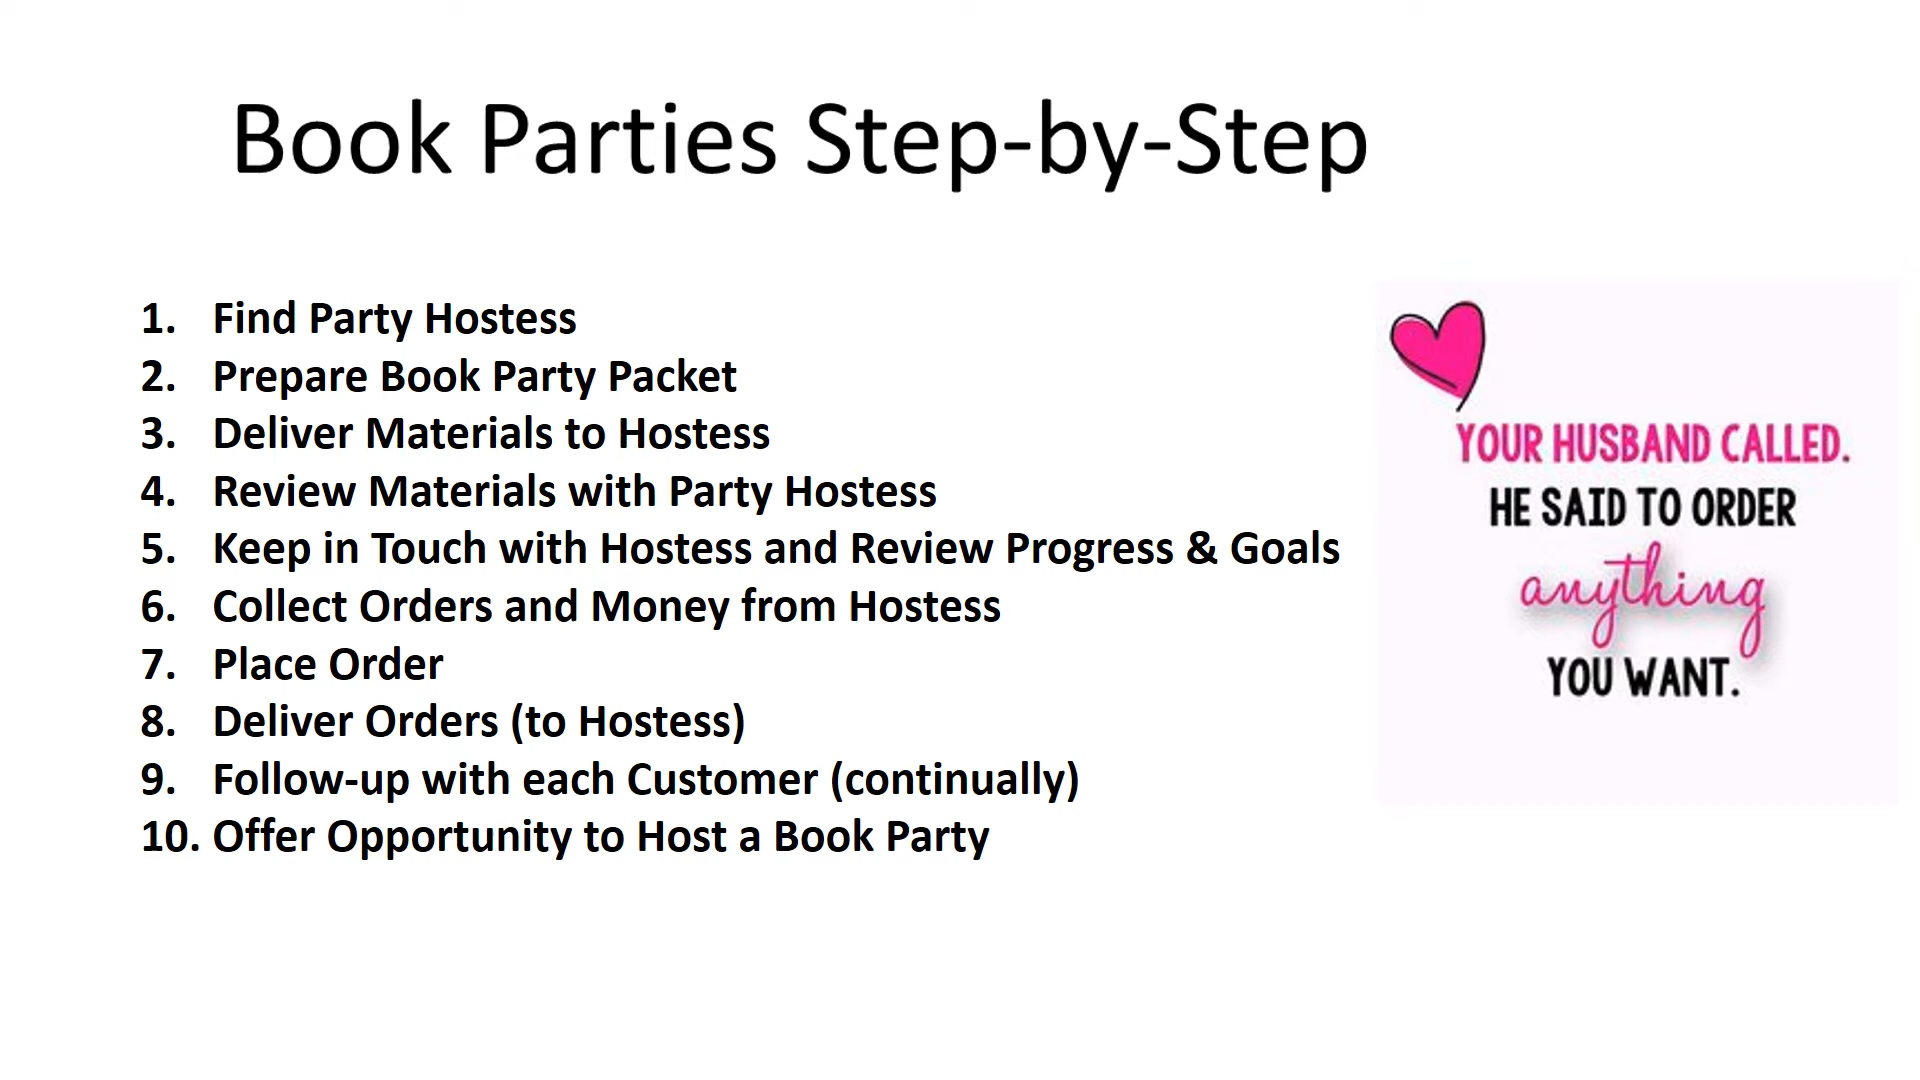 Book Parties Step-by-Step
1. Find Party Hostess
2. Prepare Book Party Packet
3. Deliver Materials to Hostess
4. Review Materials with Party Hostess
5. Keep in Touch with Hostess and Review Progress & Goals
6. Collect Orders and Money from Hostess
7. Place Order
8. Deliver Orders (to Hostess)
9. Follow-up with each Customer (continually)
10. Offer Opportunity to Host a Book Party
YOUR HUSBAND CALLED.
HE SAID TO ORDER
anything
YOU WANT.